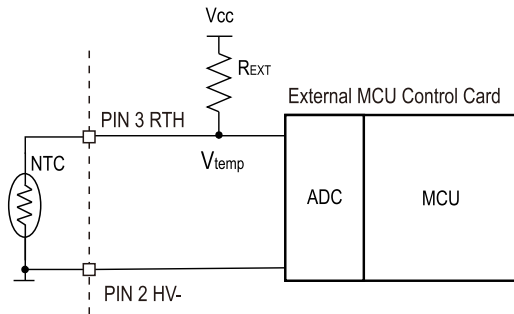 Vcc
REXT
External MCU Control Card
PIN 3 RTH
Vtemp
NTC
ADC
MCU
PIN 2 HV-